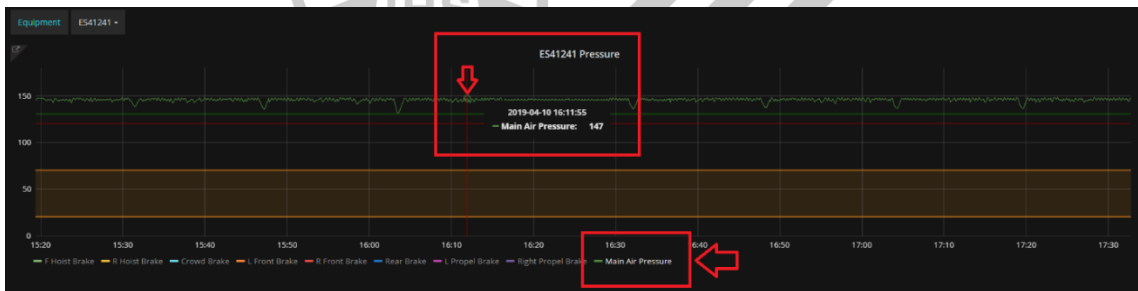 Equipment ES41241
ES41241 Pressure
150
2019-04-10 16:11:55
Main Air Pressure: 147
100
50
0
15:20 15:30 15:40 15:50 16:00 16:10 16:20 16:30 16:40 16:50 17:00 17:10 17:20 17:30
F Hoist Brake R Hoist Brake Crowd Brake L Front Brake R Front Brake Rear Brake L Propel Brake Right Propel Brake Main Air Pressure